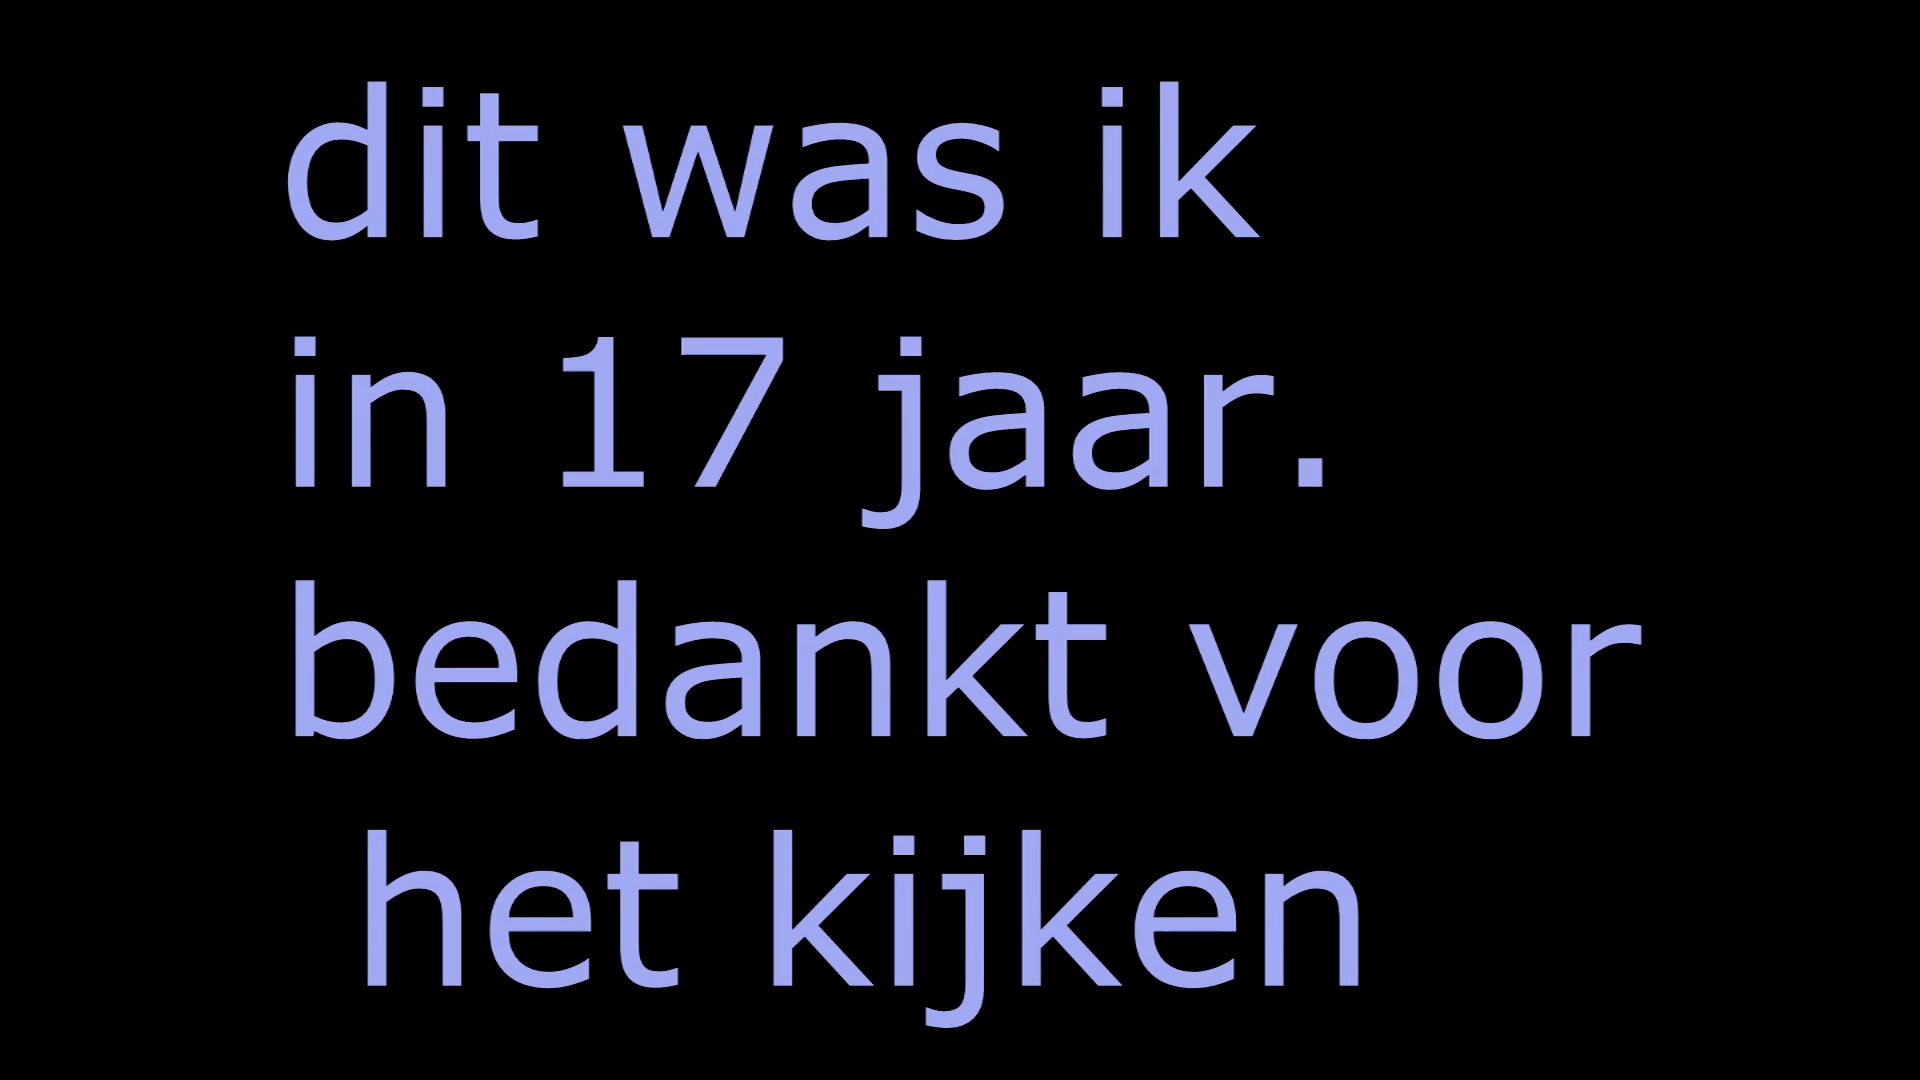 dit was ik
in 17 jaar.
bedankt voor
het kijken